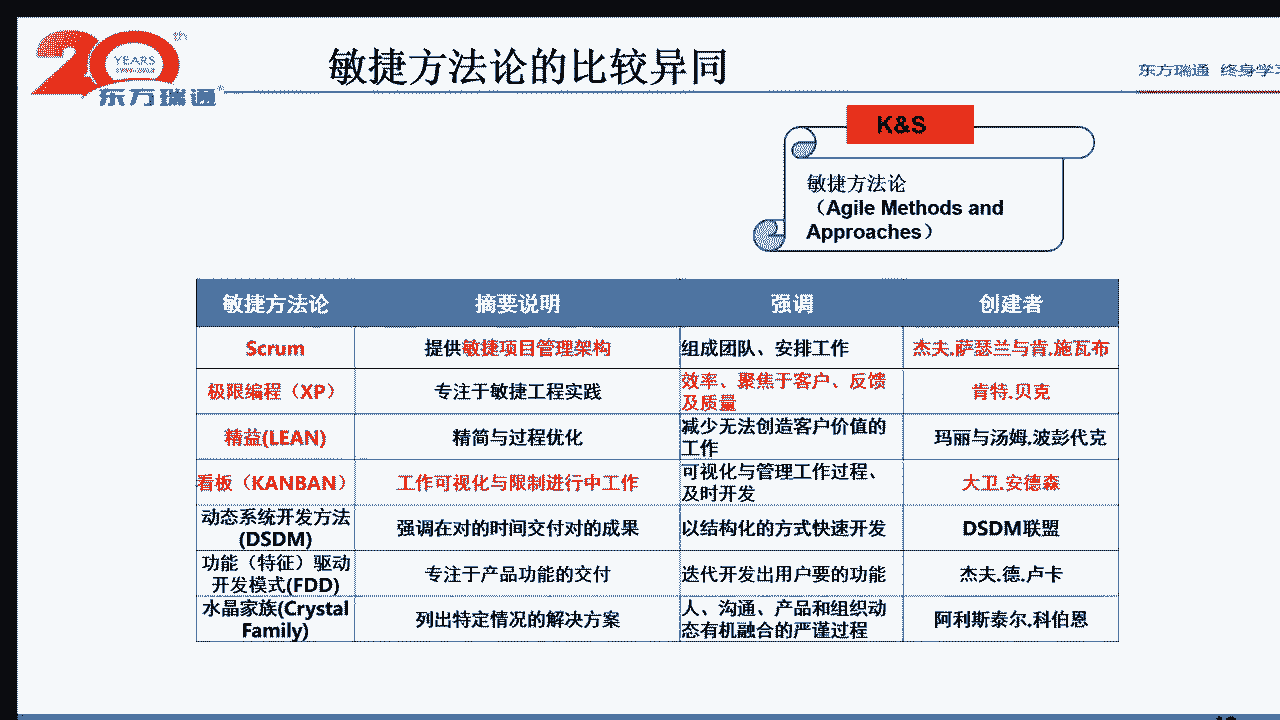 20th
YEARS
1998-2018
东方瑞通
敏捷方法论的比较异同
东方瑞通 终身学习
K&S
敏捷方法论
（Agile Methods and
Approaches）
敏捷方法论 摘要说明 强调 创建者
Scrum 提供敏捷项目管理架构 组成团队、安排工作 杰夫.萨瑟兰与肯.施瓦布
极限编程（XP） 专注于敏捷工程实践 效率、聚焦于客户、反馈
及质量 肯特.贝克
精益(LEAN) 精简与过程优化 减少无法创造客户价值的
工作 玛丽与汤姆.波彭代克
看板（KANBAN） 工作可视化与限制进行中工作 可视化与管理工作过程、
及时开发 大卫.安德森
动态系统开发方法
(DSDM) 强调在对的时间交付对的成果 以结构化的方式快速开发 DSDM联盟
功能（特征）驱动
开发模式(FDD) 专注于产品功能的交付 迭代开发出用户要的功能 杰夫.德.卢卡
水晶家族(Crystal
Family) 列出特定情况的解决方案 人、沟通、产品和组织动
态有机融合的严谨过程 阿利斯泰尔.科伯恩